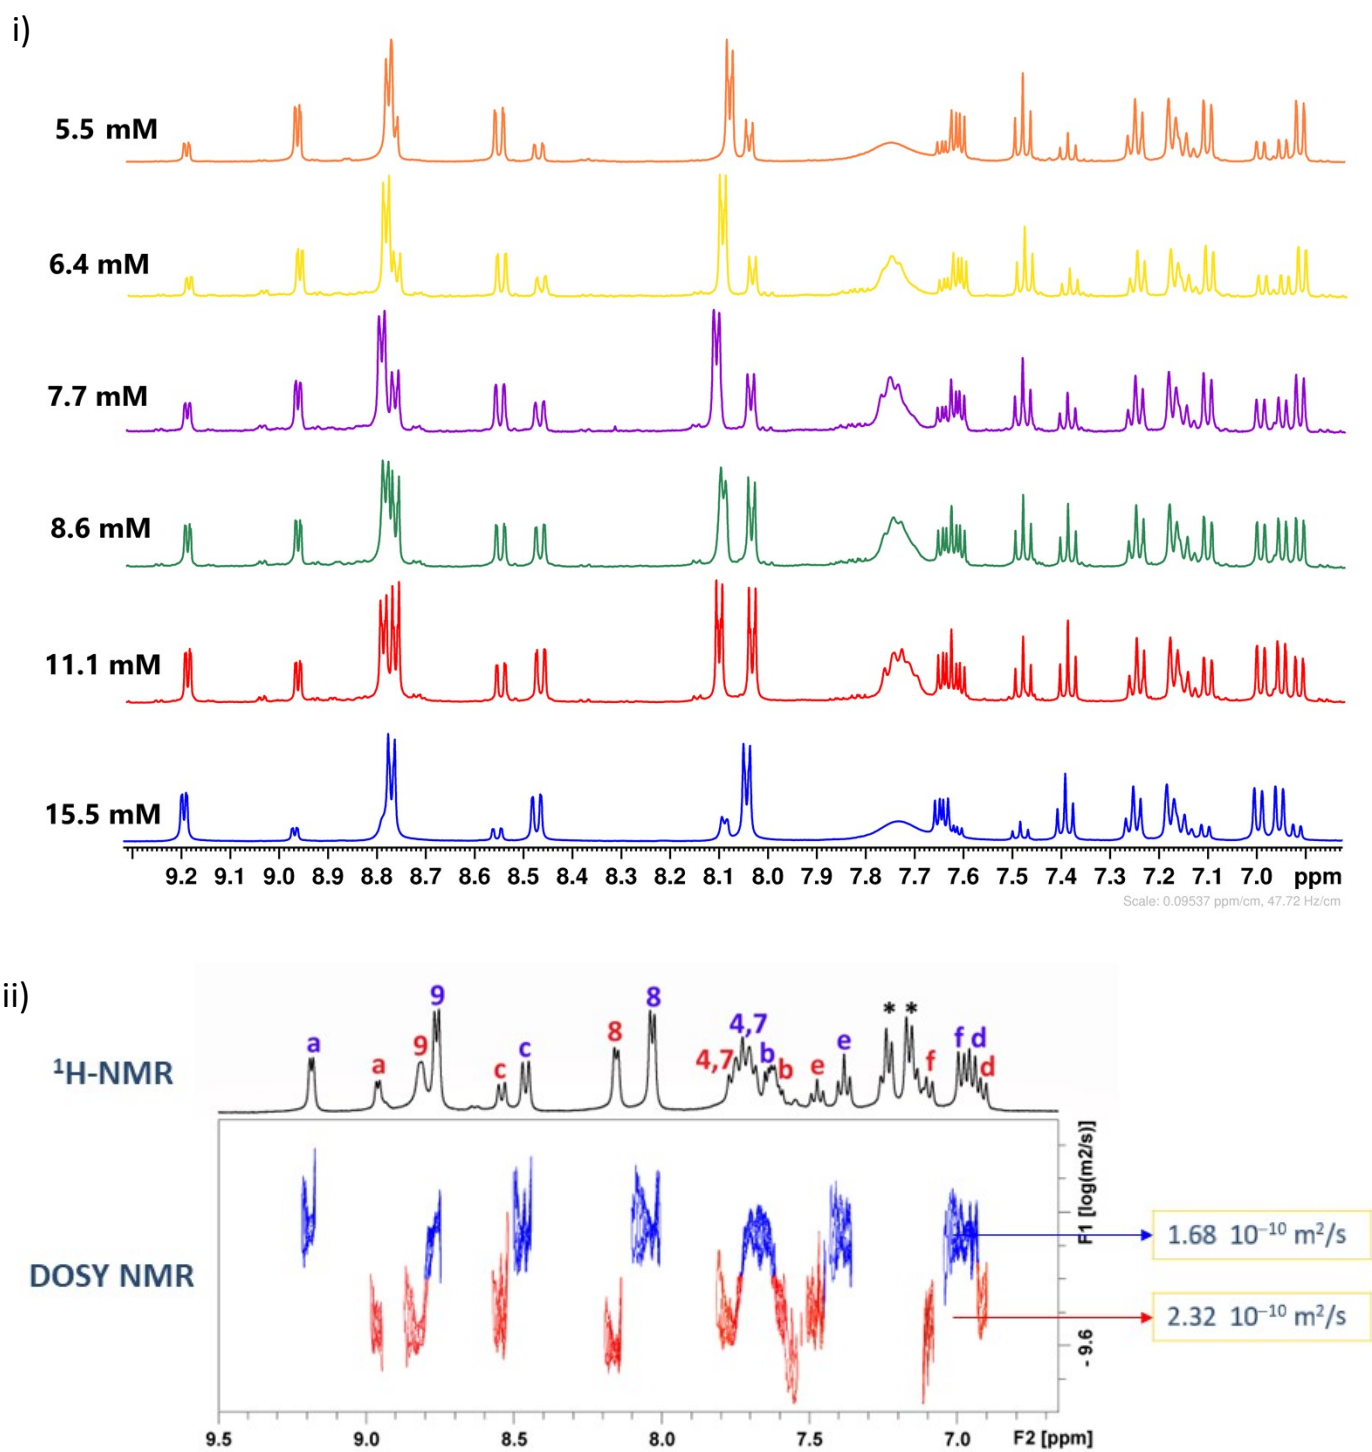 i)
5.5 mM
6.4 mM
7.7 mM
8.6 mM
11.1 mM
15.5 mM
9.2 9.1 9.0 8.9 8.8 8.7 8.6 8.5 8.4 8.3 8.2 8.1 8.0 7.9 7.8 7.7 7.6 7.5 7.4 7.3 7.2 7.1 7.0 ppm
Scale: 0.09537 ppm/cm, 47.72 Hz/cm
ii)
¹H-NMR
a a 9 9 c c 8 8 4,7 4,7 b b e e * * f f d d
DOSY NMR
F1 [log(m2/s)]
- 9.6
1.68 10⁻¹⁰ m²/s
2.32 10⁻¹⁰ m²/s
9.5 9.0 8.5 8.0 7.5 7.0 F2 [ppm]